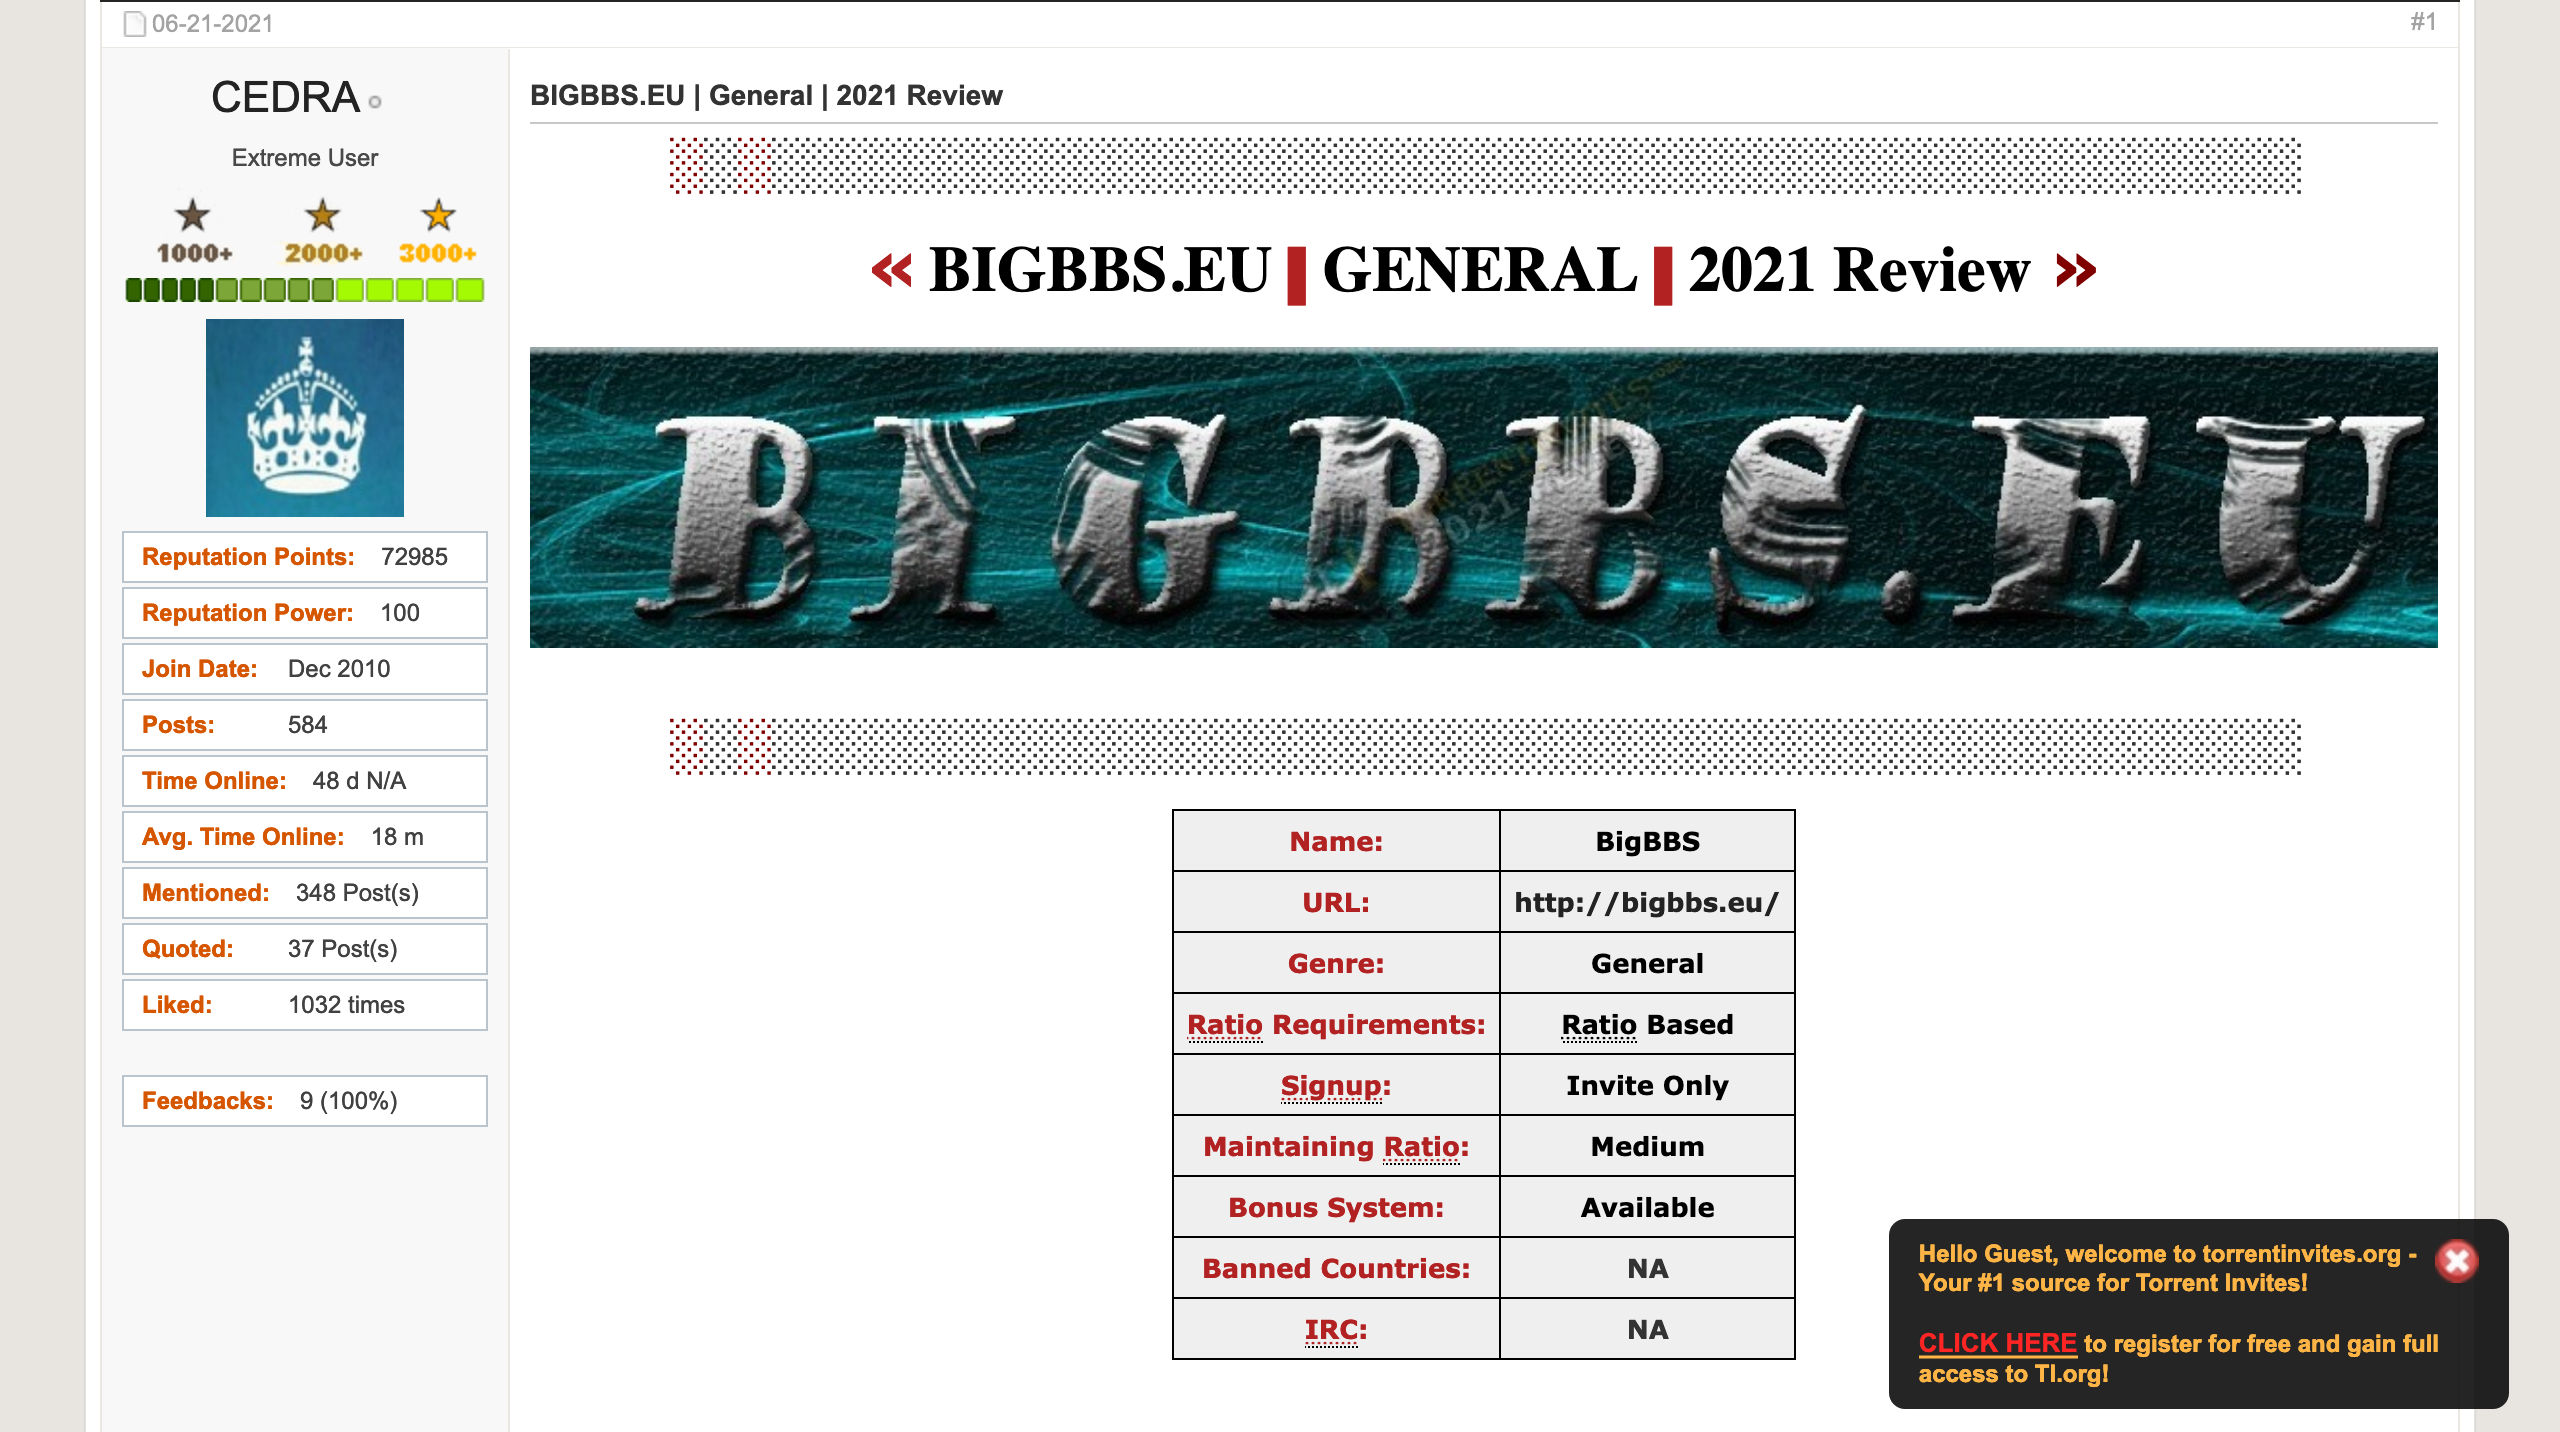 06-21-2021
#1
CEDRA
Extreme User
1000+ 2000+ 3000+
Reputation Points: 72985
Reputation Power: 100
Join Date: Dec 2010
Posts: 584
Time Online: 48 d N/A
Avg. Time Online: 18 m
Mentioned: 348 Post(s)
Quoted: 37 Post(s)
Liked: 1032 times
Feedbacks: 9 (100%)
BIGBBS.EU | General | 2021 Review
« BIGBBS.EU | GENERAL | 2021 Review »
BIGBBS.EU
2021
Name: BigBBS
URL: http://bigbbs.eu/
Genre: General
Ratio Requirements: Ratio Based
Signup: Invite Only
Maintaining Ratio: Medium
Bonus System: Available
Banned Countries: NA
IRC: NA
Hello Guest, welcome to torrentinvites.org -
Your #1 source for Torrent Invites!
CLICK HERE to register for free and gain full
access to TI.org!